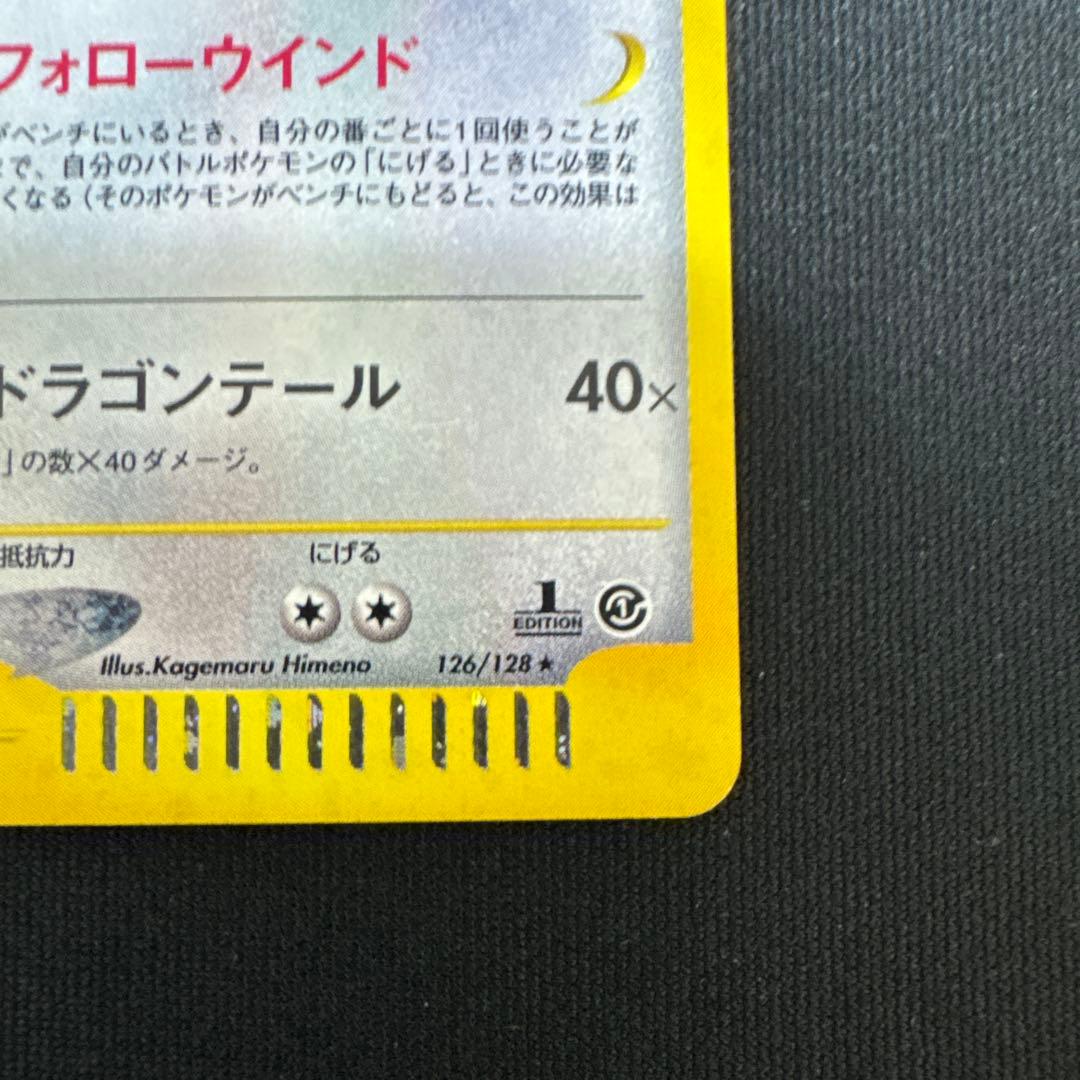 フォローウインド
がベンチにいるとき、自分の番ごとに1回使うことが
で、自分のバトルポケモンの「にげる」ときに必要な
くなる（そのポケモンがベンチにもどると、この効果は
ドラゴンテール 40×
」の数×40ダメージ。
抵抗力 にげる
1 EDITION
Illus.Kagemaru Himeno 126/128★